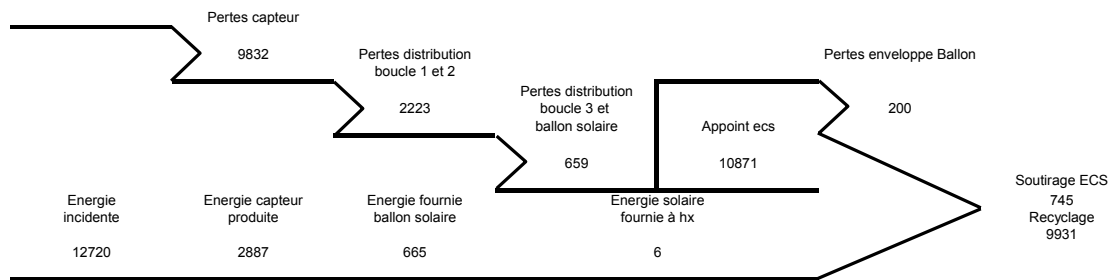 Pertes capteur
9832
Pertes distribution
boucle 1 et 2
2223
Pertes distribution
boucle 3 et
ballon solaire
659
Appoint ecs
10871
Pertes enveloppe Ballon
200
Energie
incidente
12720
Energie capteur
produite
2887
Energie fournie
ballon solaire
665
Energie solaire
fournie à hx
6
Soutirage ECS
745
Recyclage
9931